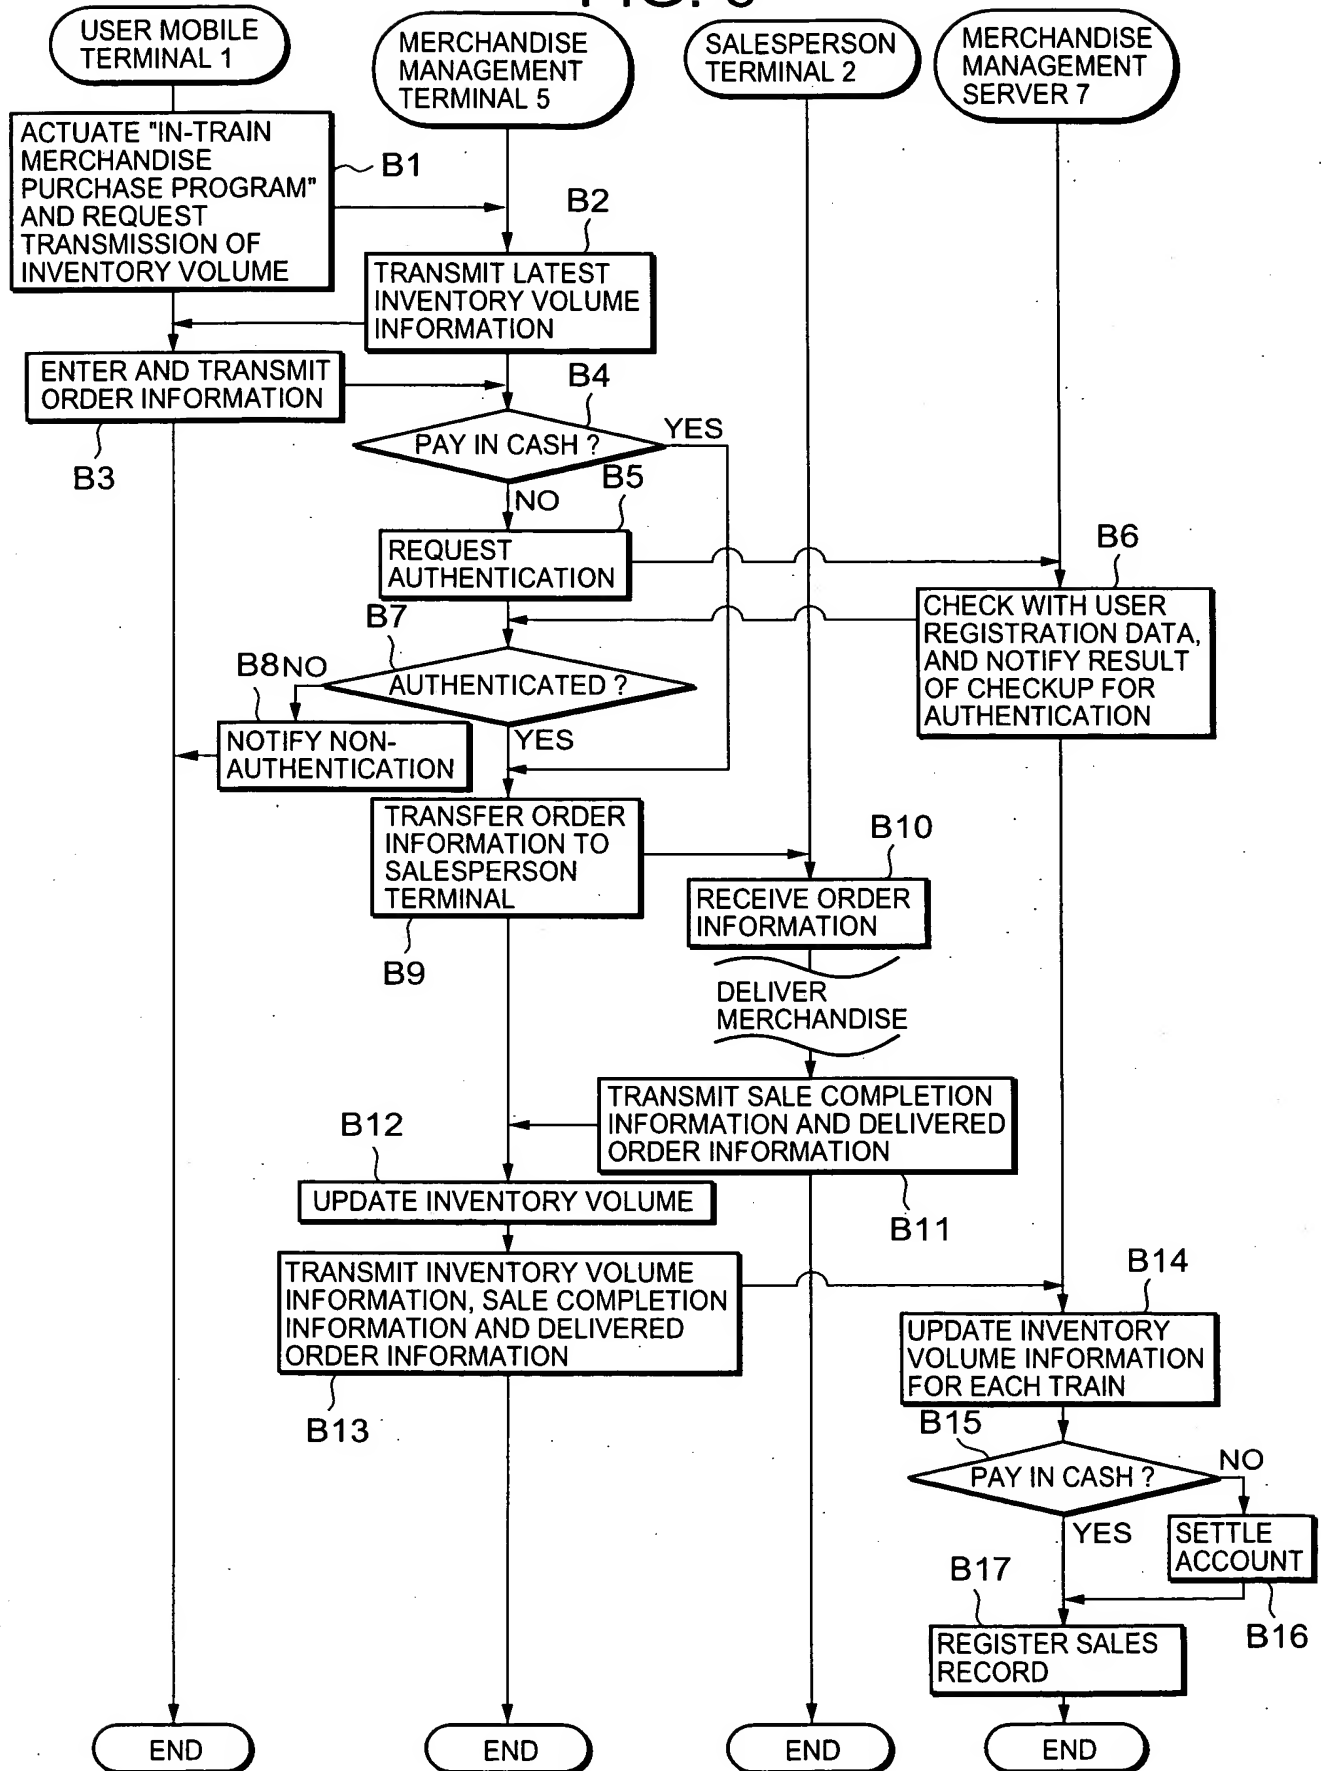 USER MOBILE
TERMINAL 1
MERCHANDISE
MANAGEMENT
TERMINAL 5
SALESPERSON
TERMINAL 2
MERCHANDISE
MANAGEMENT
SERVER 7
ACTUATE "IN-TRAIN
MERCHANDISE
PURCHASE PROGRAM"
AND REQUEST
TRANSMISSION OF
INVENTORY VOLUME
B1
B2
TRANSMIT LATEST
INVENTORY VOLUME
INFORMATION
ENTER AND TRANSMIT
ORDER INFORMATION
B3
B4
PAY IN CASH ?
YES
NO
B5
REQUEST
AUTHENTICATION
B6
CHECK WITH USER
REGISTRATION DATA,
AND NOTIFY RESULT
OF CHECKUP FOR
AUTHENTICATION
B7
AUTHENTICATED ?
B8 NO
YES
NOTIFY NON-
AUTHENTICATION
TRANSFER ORDER
INFORMATION TO
SALESPERSON
TERMINAL
B9
B10
RECEIVE ORDER
INFORMATION
DELIVER
MERCHANDISE
TRANSMIT SALE COMPLETION
INFORMATION AND DELIVERED
ORDER INFORMATION
B11
B12
UPDATE INVENTORY VOLUME
TRANSMIT INVENTORY VOLUME
INFORMATION, SALE COMPLETION
INFORMATION AND DELIVERED
ORDER INFORMATION
B13
B14
UPDATE INVENTORY
VOLUME INFORMATION
FOR EACH TRAIN
B15
PAY IN CASH ?
NO
YES
SETTLE
ACCOUNT
B16
B17
REGISTER SALES
RECORD
END
END
END
END